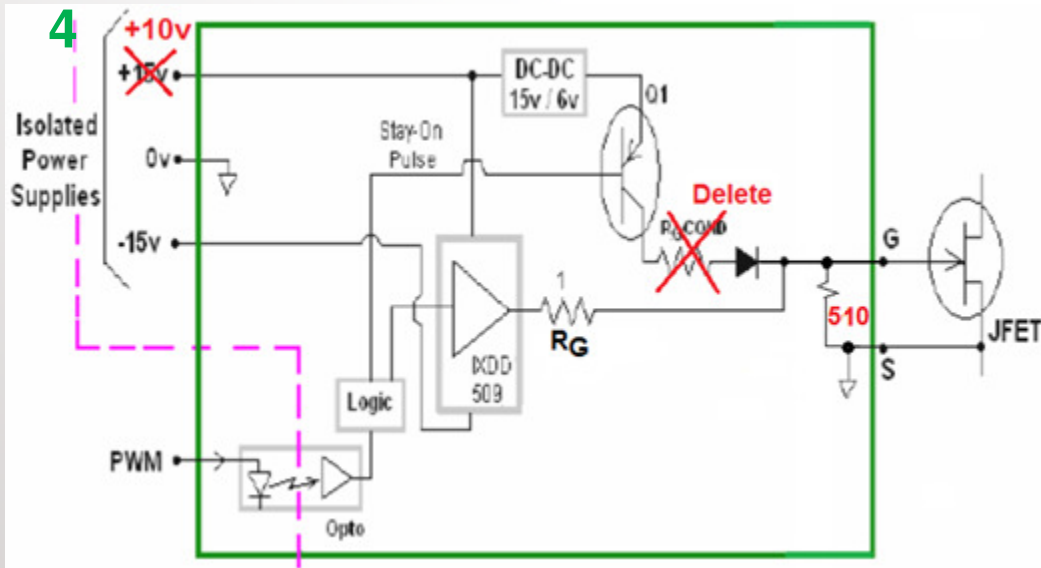 4
+10v
+15v
Isolated
Power
Supplies
0v
-15v
DC-DC
15v / 6v
Q1
Stay-On
Pulse
Delete
RGCOND
G
1
RG
510
JFET
S
IXDD
509
Logic
PWM
Opto